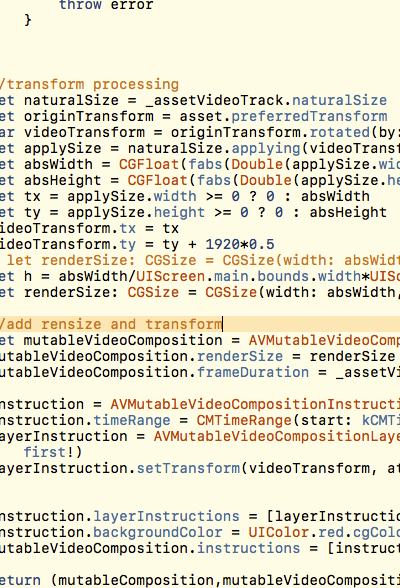 throw error
}
/transform processing
et naturalSize = _assetVideoTrack.naturalSize
et originTransform = asset.preferredTransform
ar videoTransform = originTransform.rotated(by:
et applySize = naturalSize.applying(videoTransf
et absWidth = CGFloat(fabs(Double(applySize.wid
et absHeight = CGFloat(fabs(Double(applySize.he
et tx = applySize.width >= 0 ? 0 : absWidth
et ty = applySize.height >= 0 ? 0 : absHeight
ideoTransform.tx = tx
ideoTransform.ty = ty + 1920*0.5
let renderSize: CGSize = CGSize(width: absWidt
et h = absWidth/UIScreen.main.bounds.width*UISc
et renderSize: CGSize = CGSize(width: absWidth,
/add rensize and transform
et mutableVideoComposition = AVMutableVideoComp
utableVideoComposition.renderSize = renderSize
utableVideoComposition.frameDuration = _assetVi
nstruction = AVMutableVideoCompositionInstructi
nstruction.timeRange = CMTimeRange(start: kCMTi
ayerInstruction = AVMutableVideoCompositionLaye
first!)
ayerInstruction.setTransform(videoTransform, at
nstruction.layerInstructions = [layerInstructio
nstruction.backgroundColor = UIColor.red.cgColo
utableVideoComposition.instructions = [instruct
eturn (mutableComposition,mutableVideoCompositi